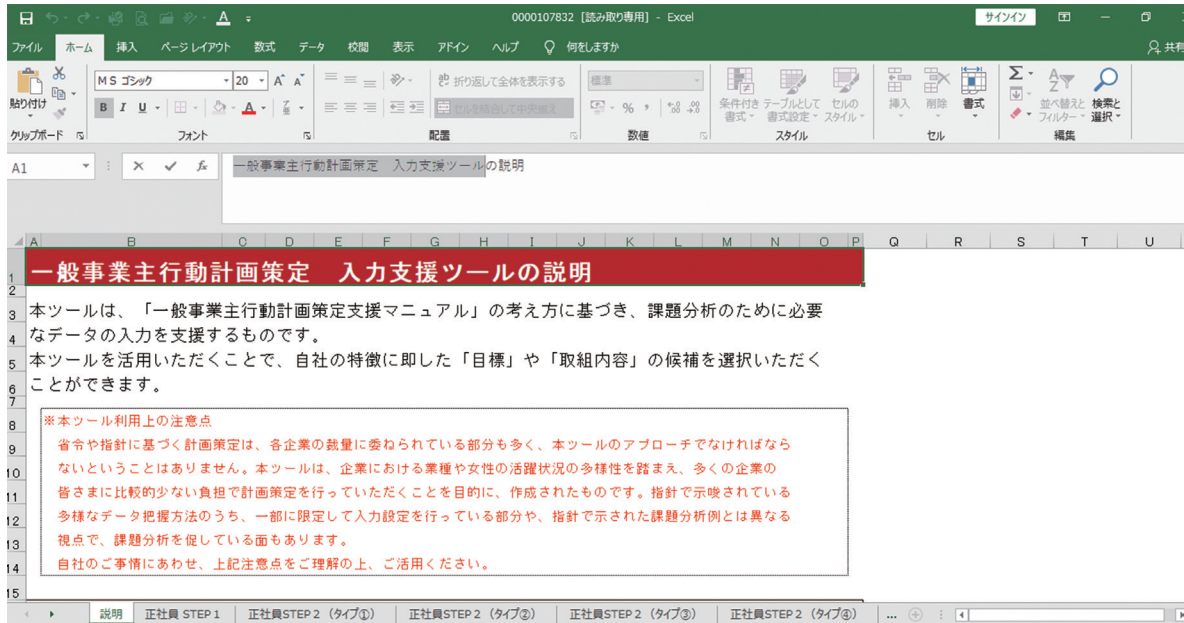 0000107832 [読み取り専用] - Excel
サインイン
ファイル ホーム 挿入 ページ レイアウト 数式 データ 校閲 表示 アドイン ヘルプ 何をしますか 共有
貼り付け
クリップボード
MS ゴシック 20
B I U
フォント
折り返して全体を表示する
セルを結合して中央揃え
配置
標準
数値
条件付き書式 テーブルとして書式設定 セルのスタイル
スタイル
挿入 削除 書式
セル
並べ替えとフィルター 検索と選択
編集
A1 fx 一般事業主行動計画策定　入力支援ツールの説明
A B C D E F G H I J K L M N O P Q R S T U
1 一般事業主行動計画策定　入力支援ツールの説明
2
3 本ツールは、「一般事業主行動計画策定支援マニュアル」の考え方に基づき、課題分析のために必要
4 なデータの入力を支援するものです。
5 本ツールを活用いただくことで、自社の特徴に即した「目標」や「取組内容」の候補を選択いただく
6 ことができます。
7
8 ※本ツール利用上の注意点
9 省令や指針に基づく計画策定は、各企業の裁量に委ねられている部分も多く、本ツールのアプローチでなければなら
10 ないということはありません。本ツールは、企業における業種や女性の活躍状況の多様性を踏まえ、多くの企業の
11 皆さまに比較的少ない負担で計画策定を行っていただくことを目的に、作成されたものです。指針で示唆されている
12 多様なデータ把握方法のうち、一部に限定して入力設定を行っている部分や、指針で示された課題分析例とは異なる
13 視点で、課題分析を促している面もあります。
14 自社のご事情にあわせ、上記注意点をご理解の上、ご活用ください。
15
説明 正社員 STEP 1 正社員STEP 2 （タイプ①） 正社員STEP 2 （タイプ②） 正社員STEP 2 （タイプ③） 正社員STEP 2 （タイプ④） ...